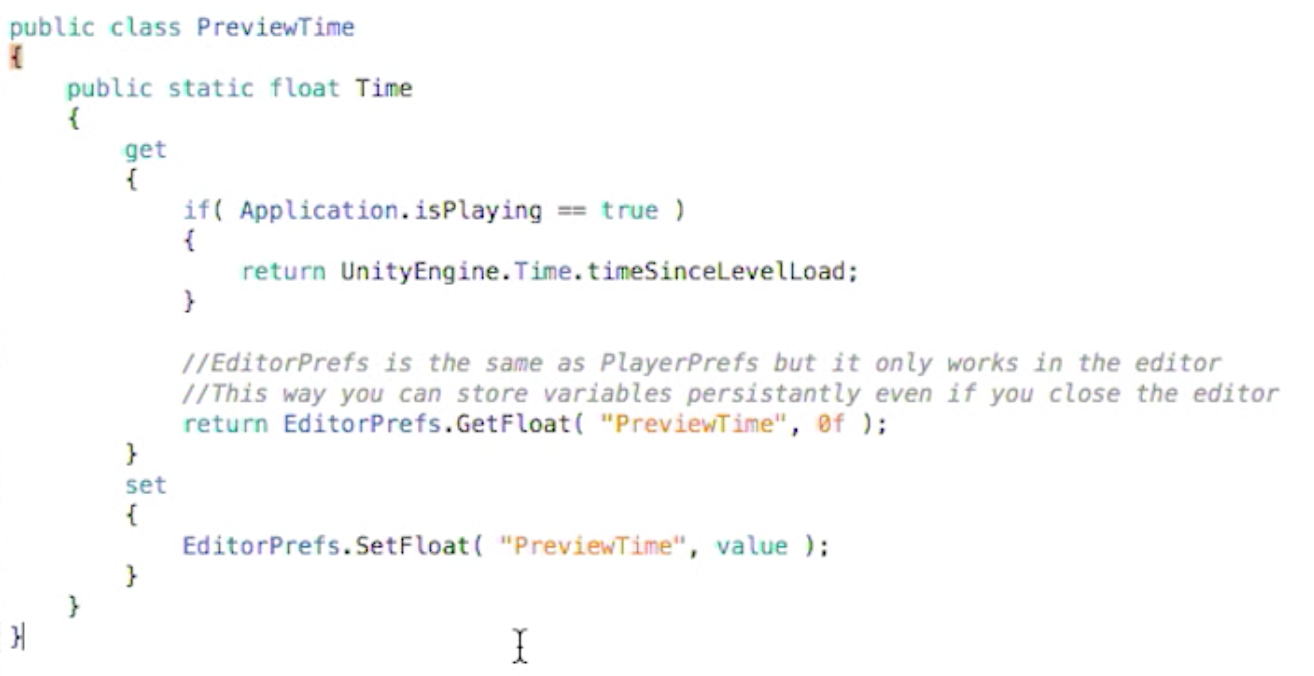 public class PreviewTime
{
    public static float Time
    {
        get
        {
            if( Application.isPlaying == true )
            {
                return UnityEngine.Time.timeSinceLevelLoad;
            }

            //EditorPrefs is the same as PlayerPrefs but it only works in the editor
            //This way you can store variables persistantly even if you close the editor
            return EditorPrefs.GetFloat( "PreviewTime", 0f );
        }
        set
        {
            EditorPrefs.SetFloat( "PreviewTime", value );
        }
    }
}